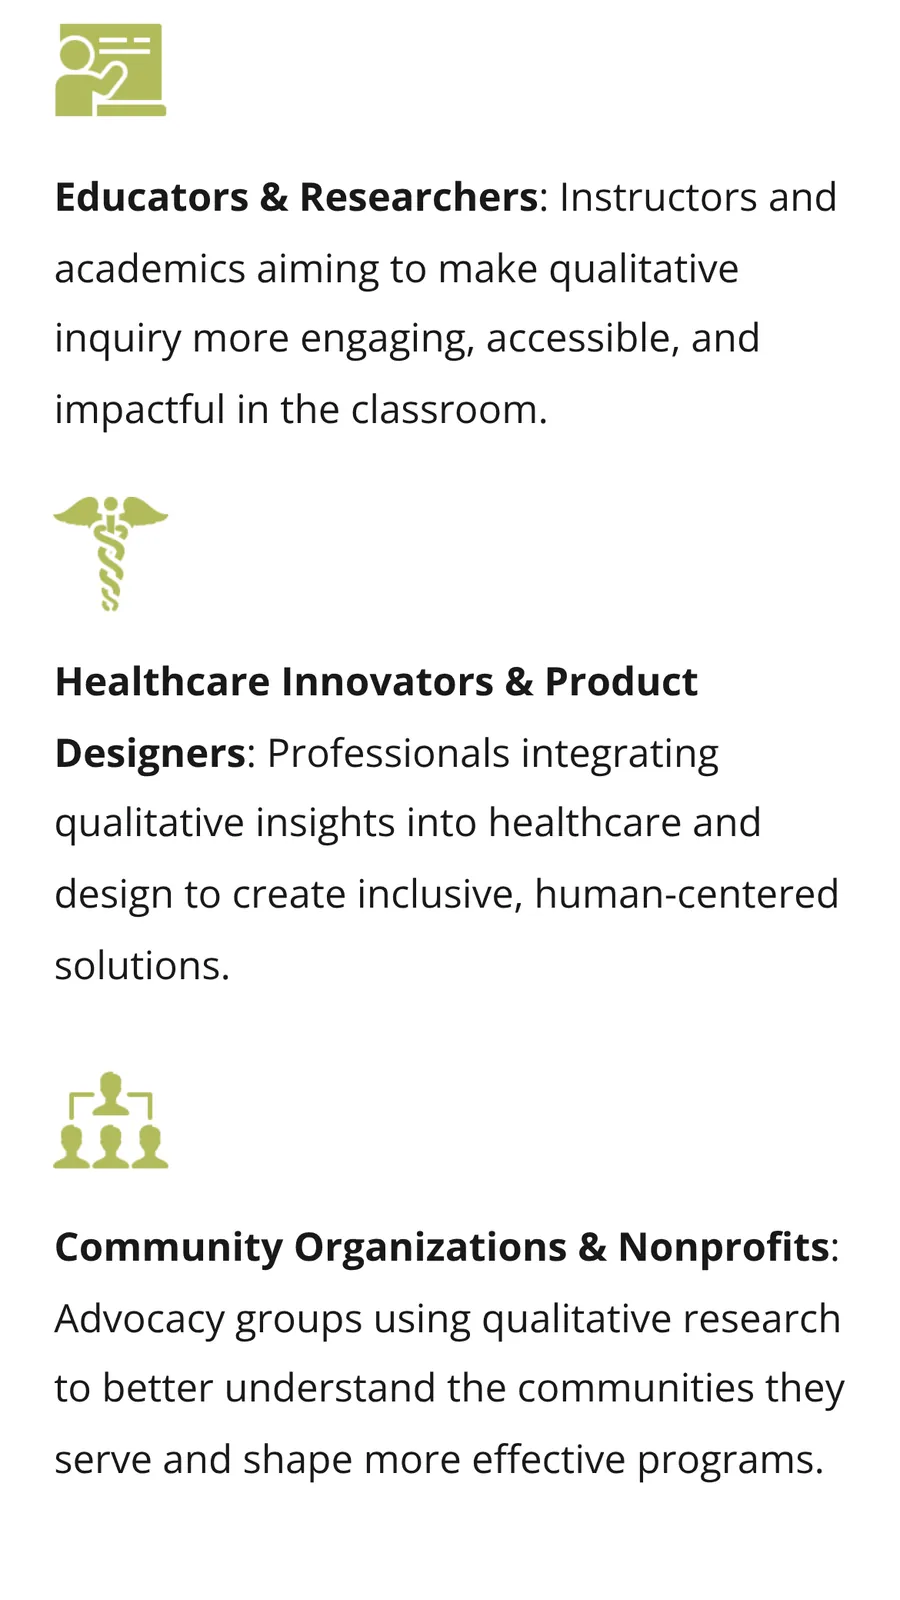 Educators & Researchers: Instructors and
academics aiming to make qualitative
inquiry more engaging, accessible, and
impactful in the classroom.
Healthcare Innovators & Product
Designers: Professionals integrating
qualitative insights into healthcare and
design to create inclusive, human-centered
solutions.
Community Organizations & Nonprofits:
Advocacy groups using qualitative research
to better understand the communities they
serve and shape more effective programs.